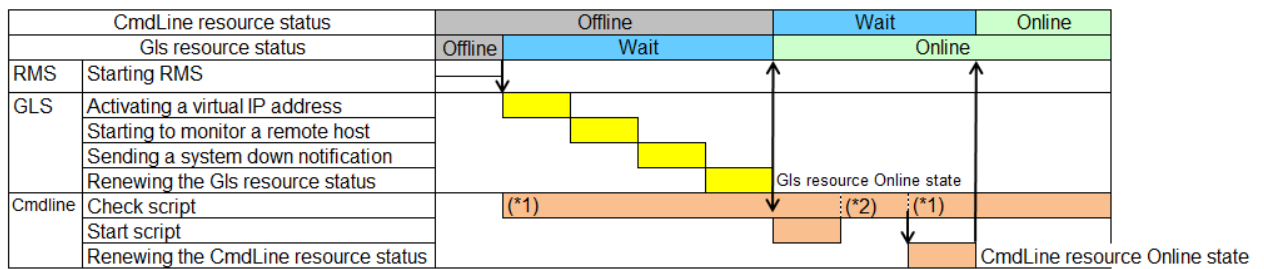 CmdLine resource status Offline Wait Online
Gls resource status Offline Wait Online
RMS Starting RMS
GLS Activating a virtual IP address
Starting to monitor a remote host
Sending a system down notification
Renewing the Gls resource status Gls resource Online state
Cmdline Check script (*1) (*2) (*1)
Start script
Renewing the CmdLine resource status CmdLine resource Online state